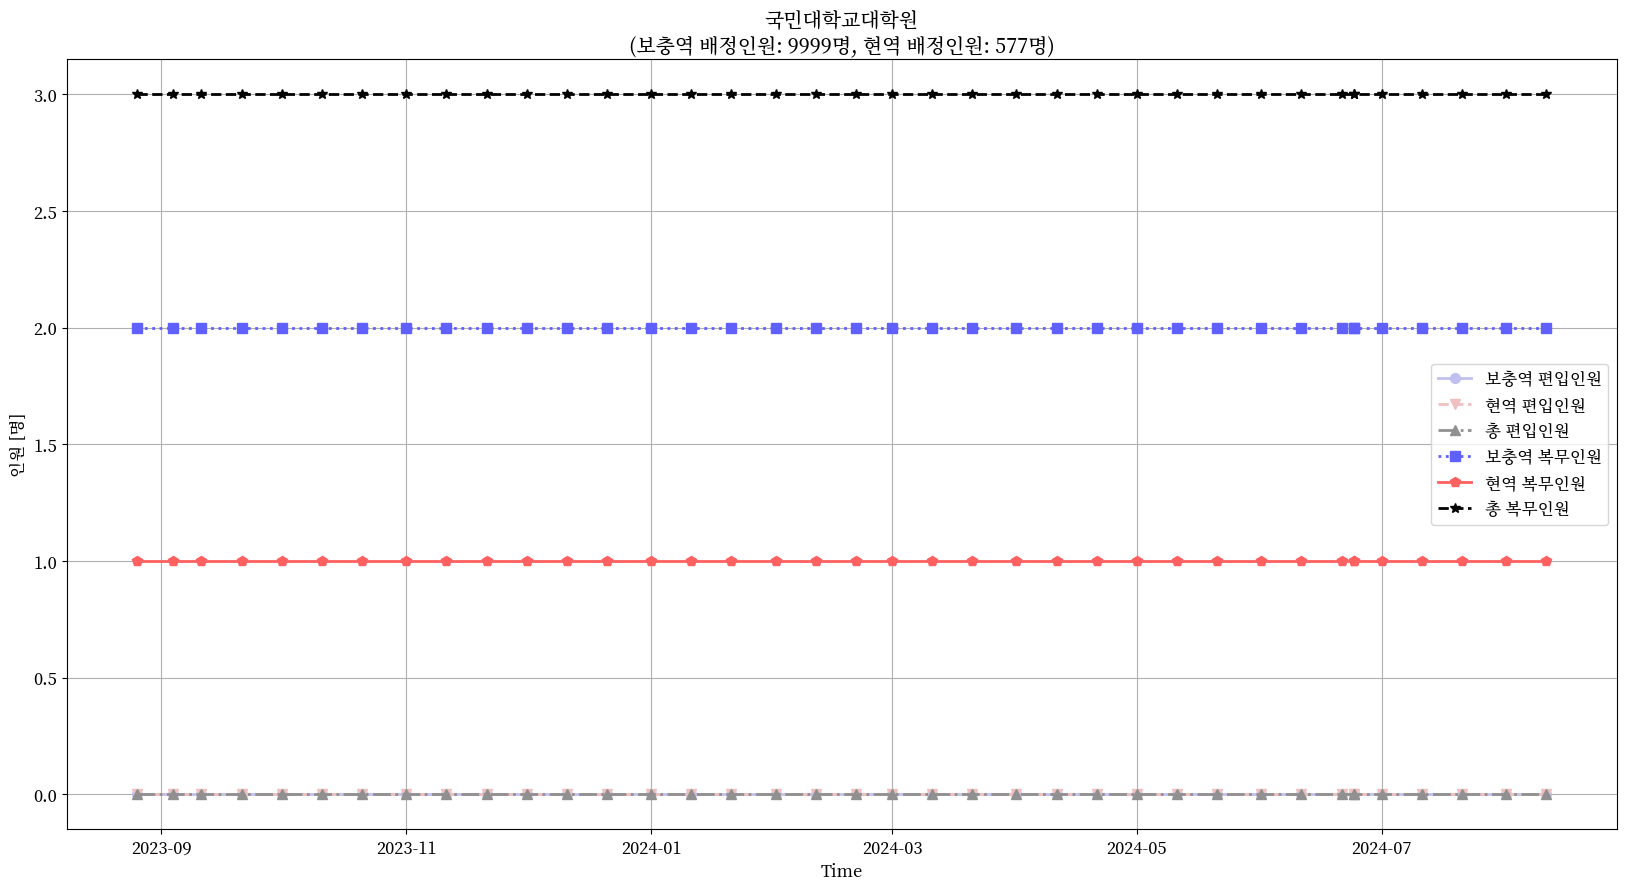 국민대학교대학원
(보충역 배정인원: 9999명, 현역 배정인원: 577명)
3.0
2.5
2.0
1.5
1.0
0.5
0.0
인원 [명]
보충역 편입인원
현역 편입인원
총 편입인원
보충역 복무인원
현역 복무인원
총 복무인원
2023-09
2023-11
2024-01
2024-03
2024-05
2024-07
Time